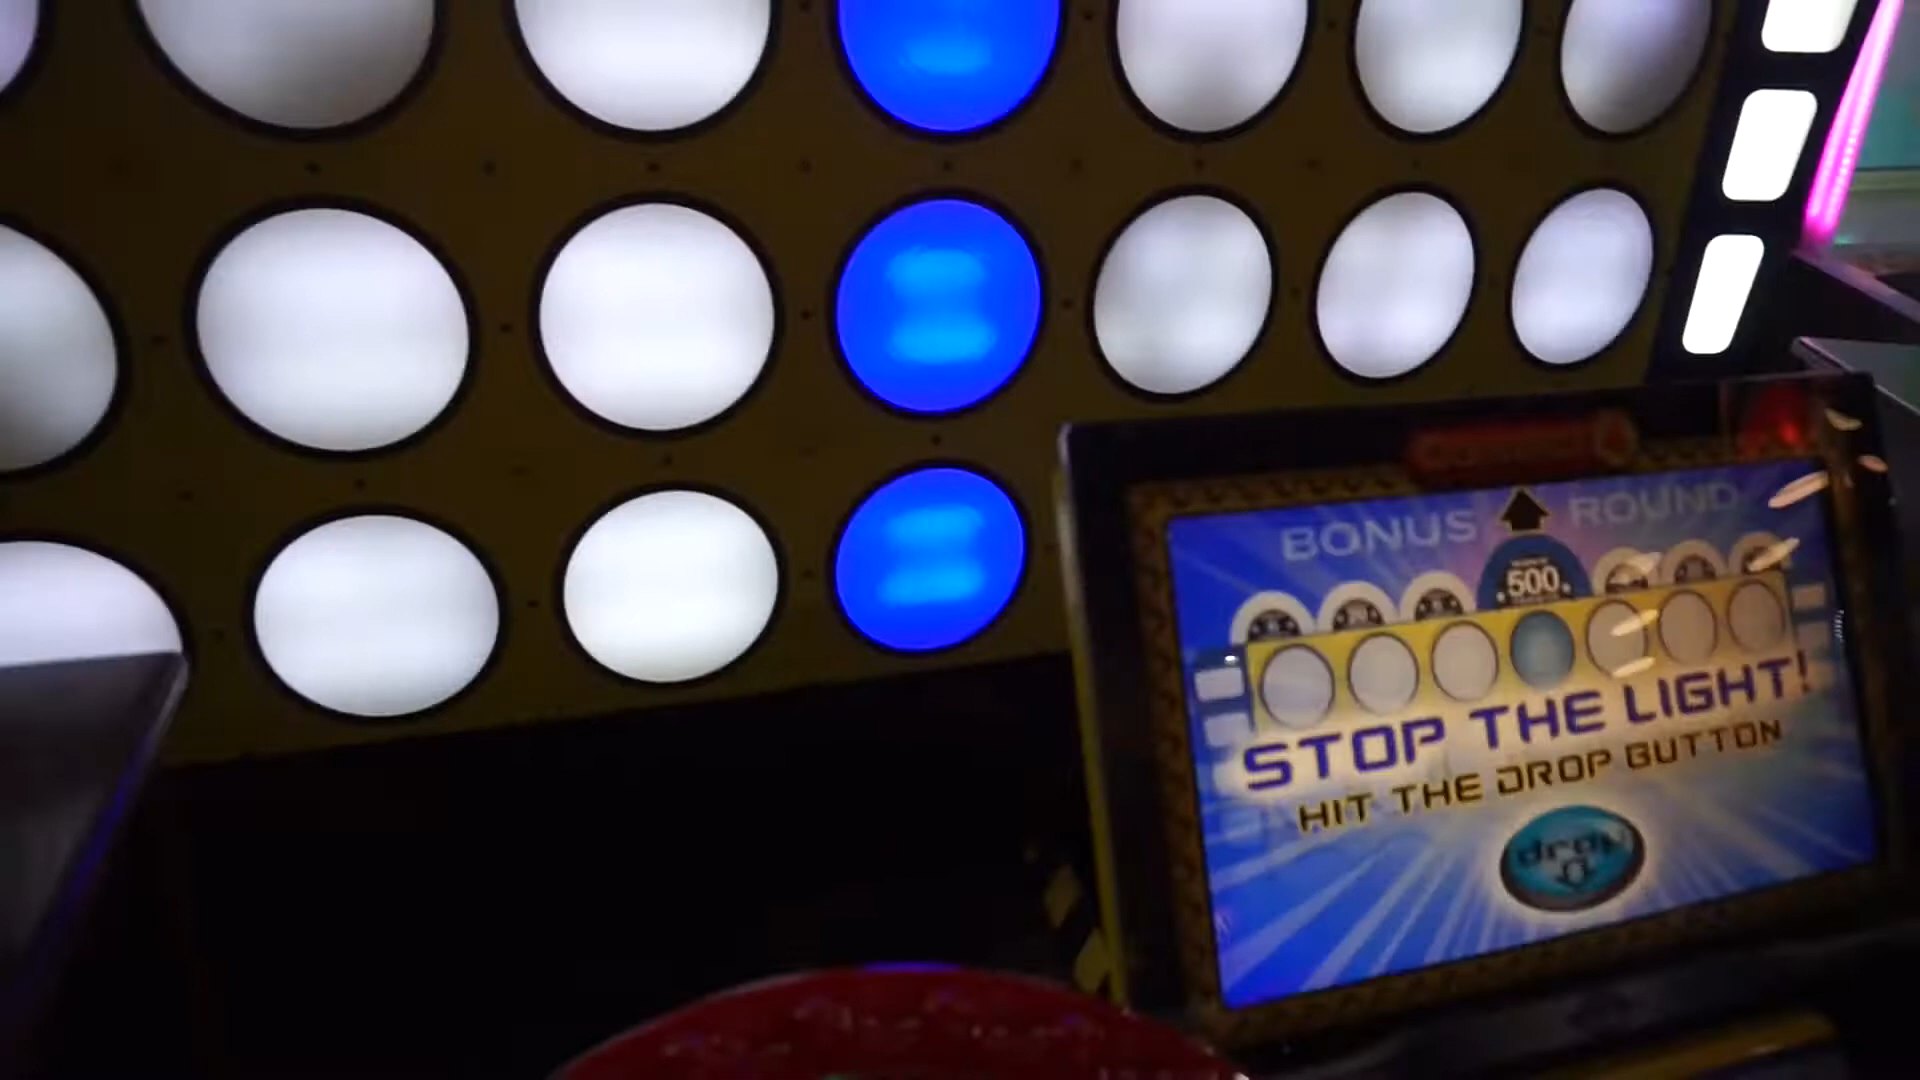 BONUS ROUND
500
STOP THE LIGHT!
HIT THE DROP BUTTON
drop